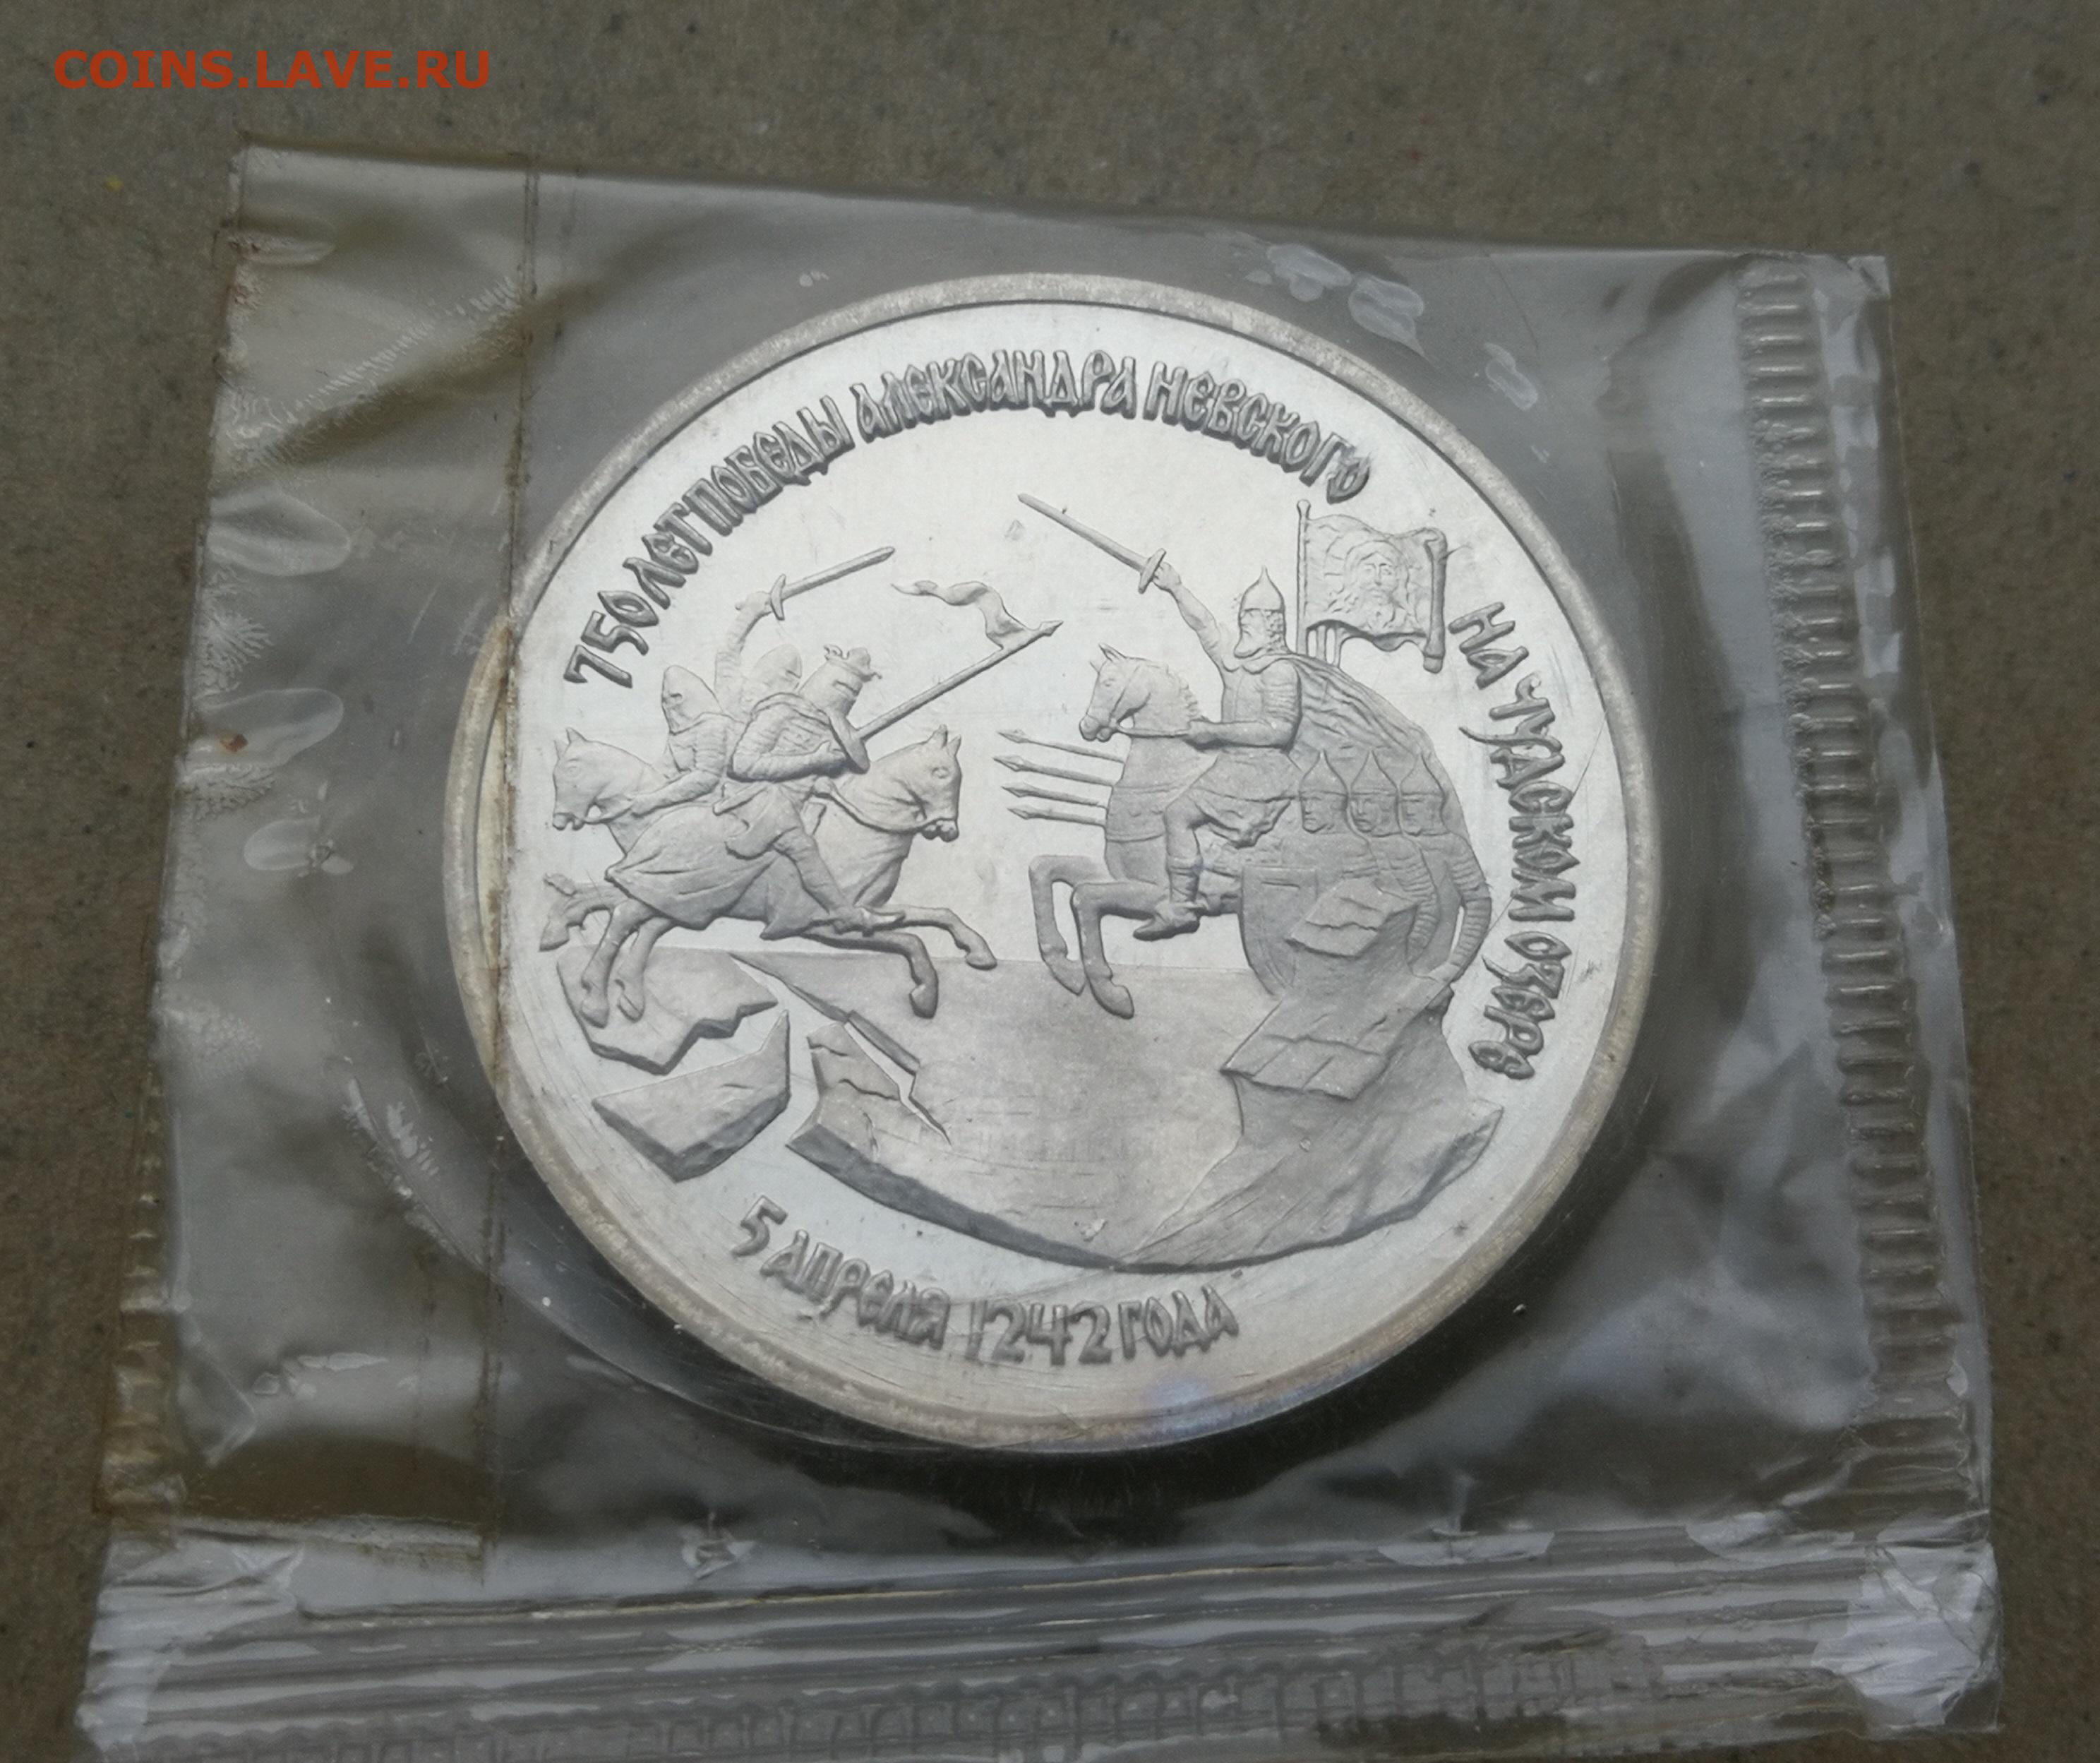 COINS.LAVE.RU
750 ЛЕТ ПОБЕДЫ АЛЕКСАНДРА НЕВСКОГО
НА ЧУДСКОМ ОЗЕРЕ
5 АПРЕЛЯ 1242 ГОДА